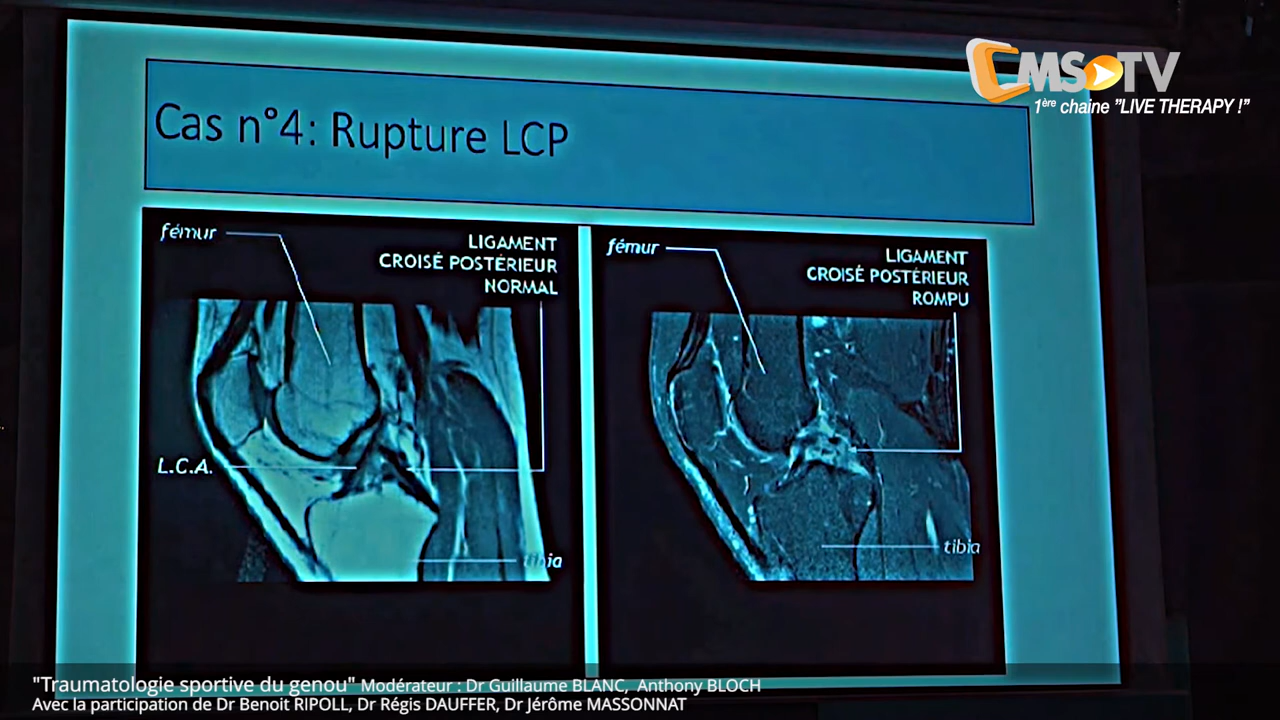 CMS TV
1ère chaine "LIVE THERAPY !"
Cas n°4: Rupture LCP
fémur
LIGAMENT
CROISÉ POSTÉRIEUR
NORMAL
L.C.A.
tibia
fémur
LIGAMENT
CROISÉ POSTÉRIEUR
ROMPU
tibia
"Traumatologie sportive du genou" Modérateur : Dr Guillaume BLANC, Anthony BLOCH
Avec la participation de Dr Benoit RIPOLL, Dr Régis DAUFFER, Dr Jérôme MASSONNAT